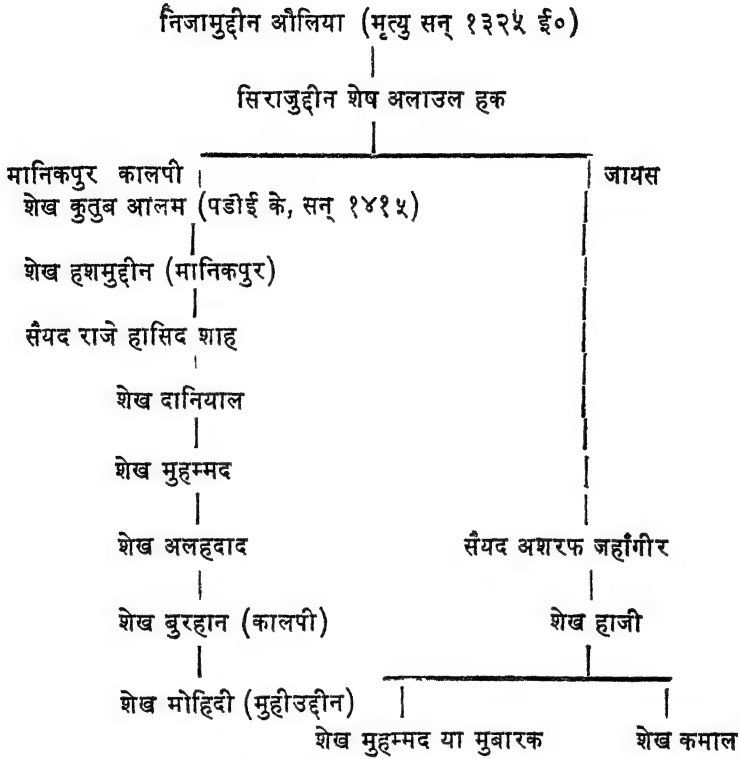 निजामुद्दीन औलिया (मृत्यु सन् १३२५ ई०)
सिराजुद्दीन शेष अलाउल हक
मानिकपुर कालपी
जायस
शेख कुतुब आलम (पडोई के, सन् १४१५)
शेख हशमुद्दीन (मानिकपुर)
सैयद राजे हासिद शाह
शेख दानियाल
शेख मुहम्मद
शेख अलहदाद
सैयद अशरफ जहाँगीर
शेख बुरहान (कालपी)
शेख हाजी
शेख मोहिदी (मुहीउद्दीन)
शेख मुहम्मद या मुबारक
शेख कमाल